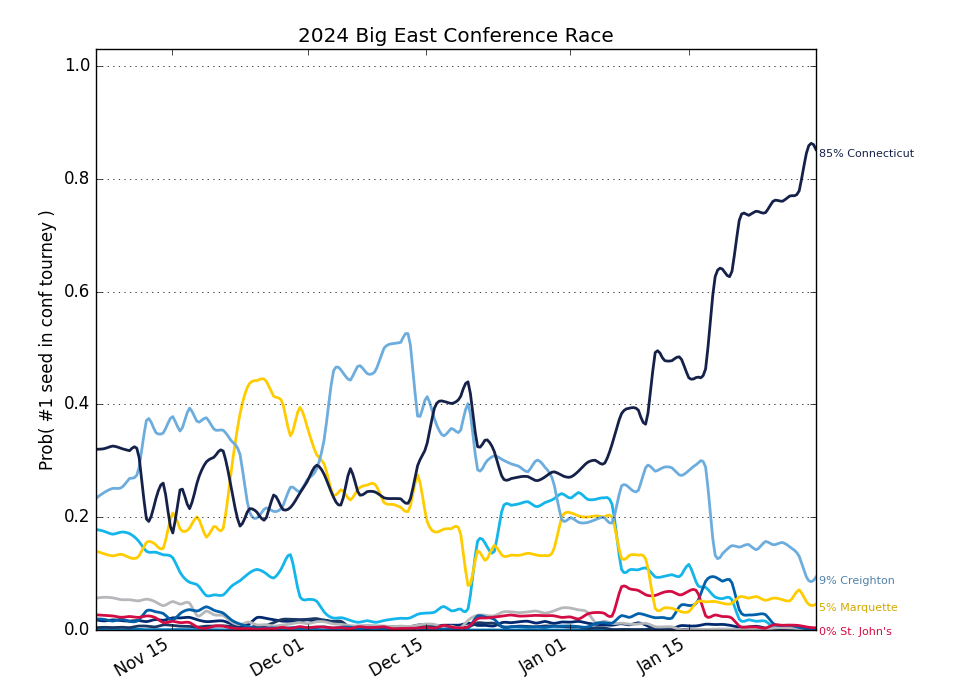 2024 Big East Conference Race
Prob( #1 seed in conf tourney )
1.0
0.8
0.6
0.4
0.2
0.0
Nov 15
Dec 01
Dec 15
Jan 01
Jan 15
85% Connecticut
9% Creighton
5% Marquette
0% St. John's